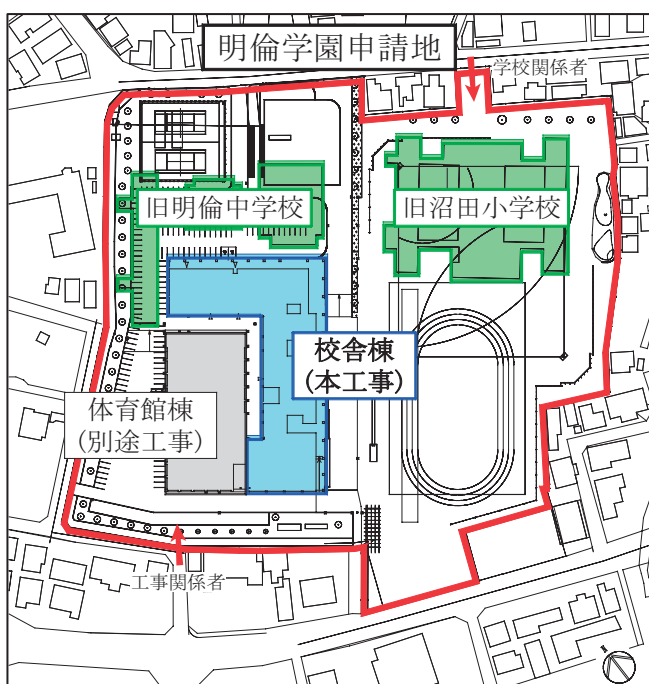 明倫学園申請地
学校関係者
旧明倫中学校
旧沼田小学校
校舎棟
(本工事)
体育館棟
(別途工事)
工事関係者